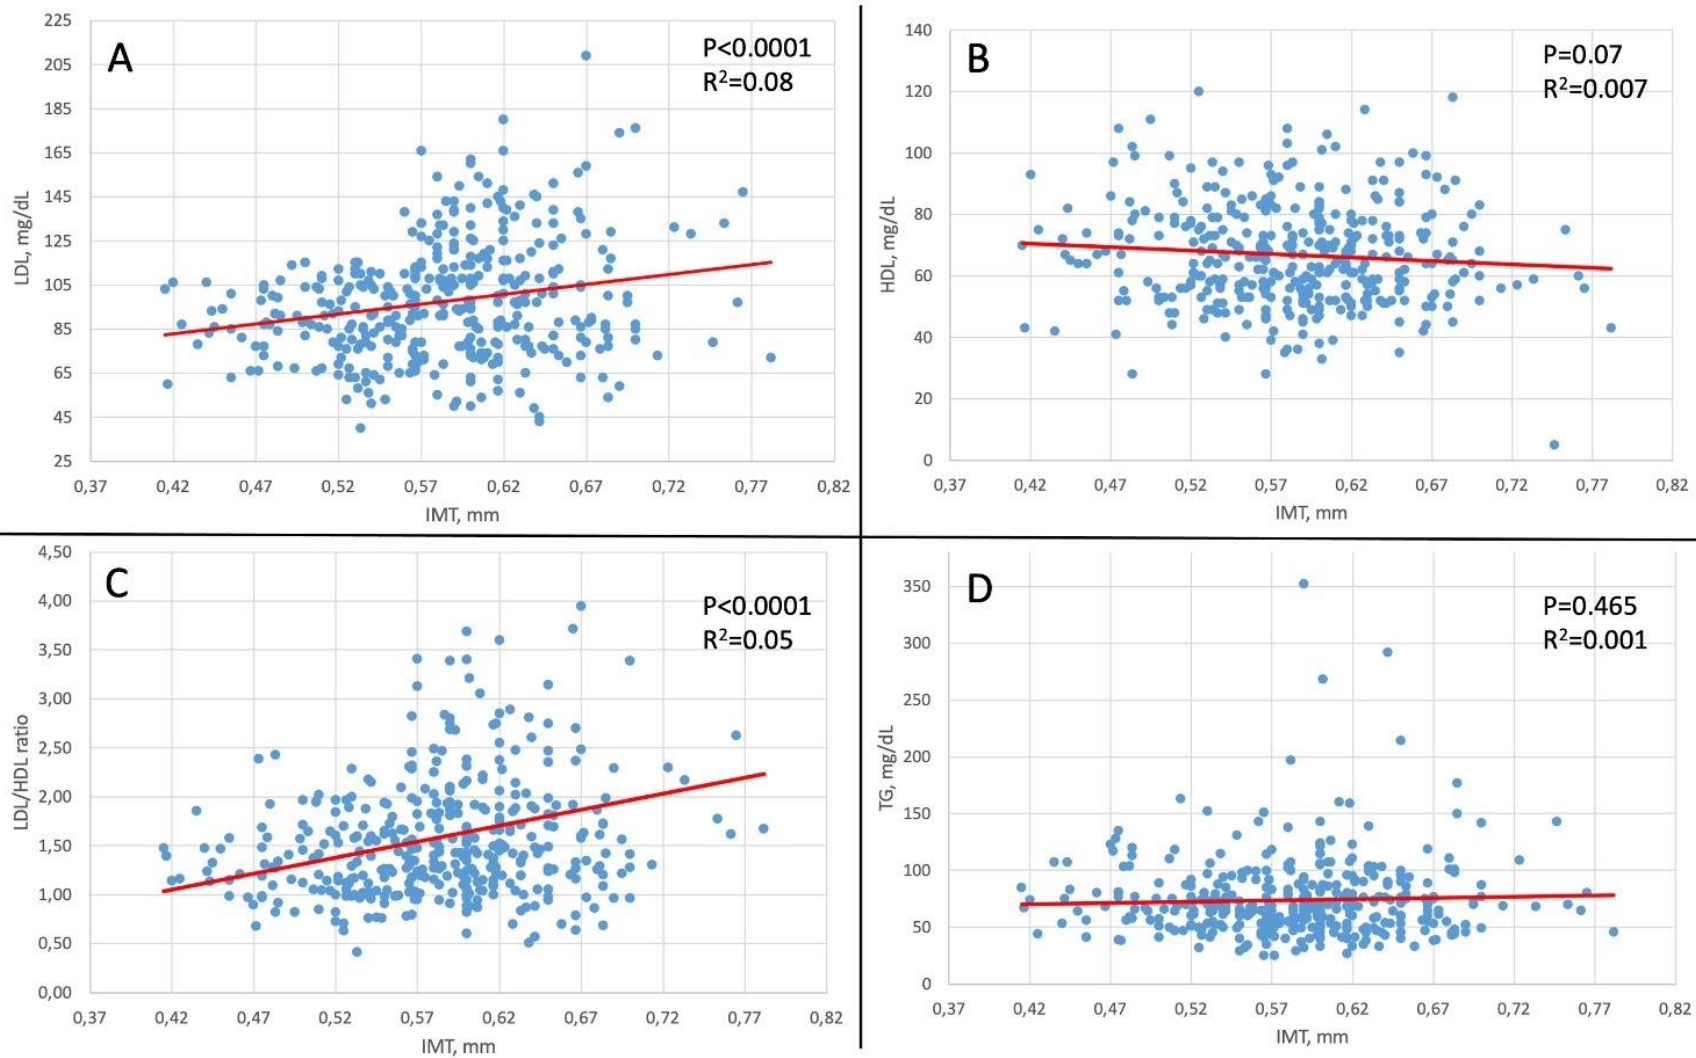 A
P<0.0001
R²=0.08
225
205
185
165
145
125
105
85
65
45
25
LDL, mg/dL
0,37 0,42 0,47 0,52 0,57 0,62 0,67 0,72 0,77 0,82
IMT, mm
B
P=0.07
R²=0.007
140
120
100
80
60
40
20
0
HDL, mg/dL
0,37 0,42 0,47 0,52 0,57 0,62 0,67 0,72 0,77 0,82
IMT, mm
C
P<0.0001
R²=0.05
4,50
4,00
3,50
3,00
2,50
2,00
1,50
1,00
0,50
0,00
LDL/HDL ratio
0,37 0,42 0,47 0,52 0,57 0,62 0,67 0,72 0,77 0,82
IMT, mm
D
P=0.465
R²=0.001
350
300
250
200
150
100
50
0
TG, mg/dL
0,37 0,42 0,47 0,52 0,57 0,62 0,67 0,72 0,77 0,82
IMT, mm